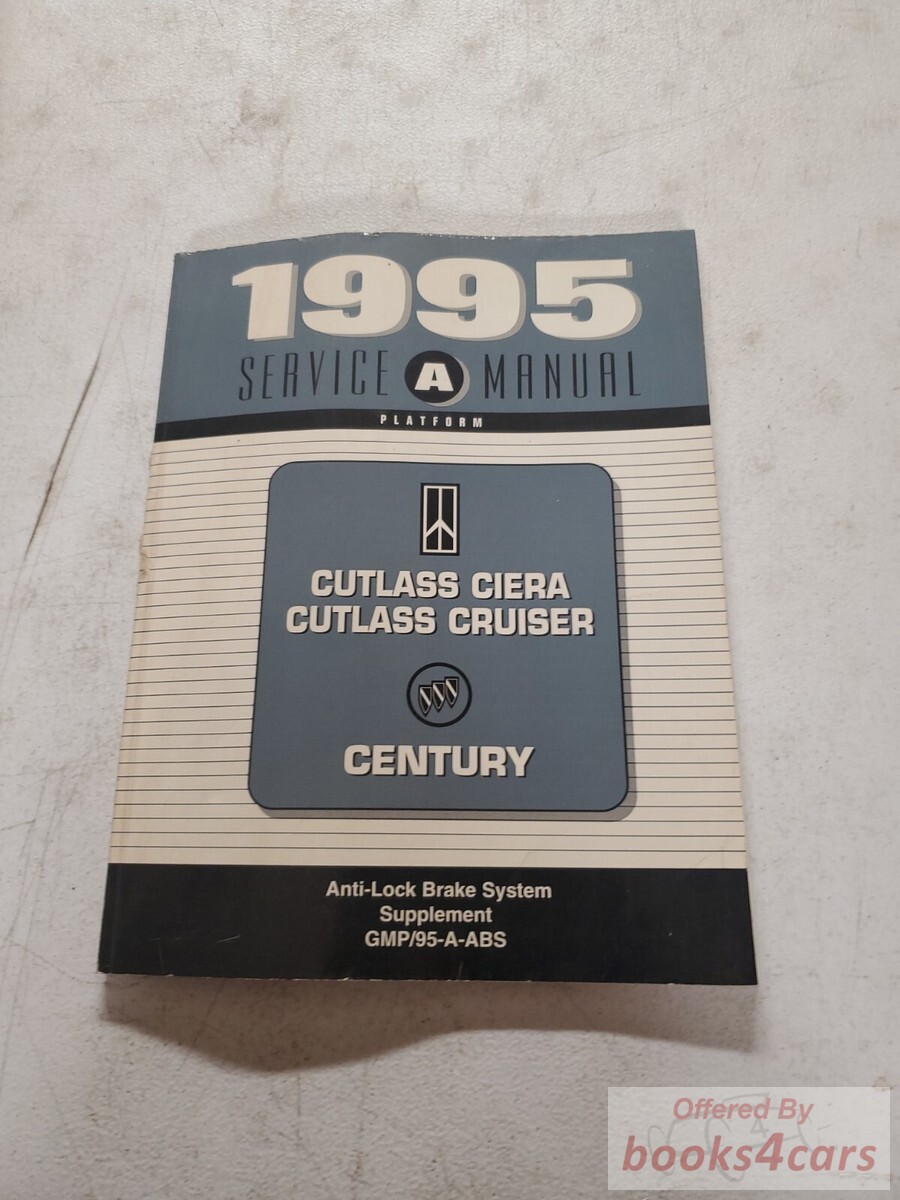 1995
SERVICE A MANUAL
PLATFORM
CUTLASS CIERA
CUTLASS CRUISER
CENTURY
Anti-Lock Brake System
Supplement
GMP/95-A-ABS
Offered By
books4cars